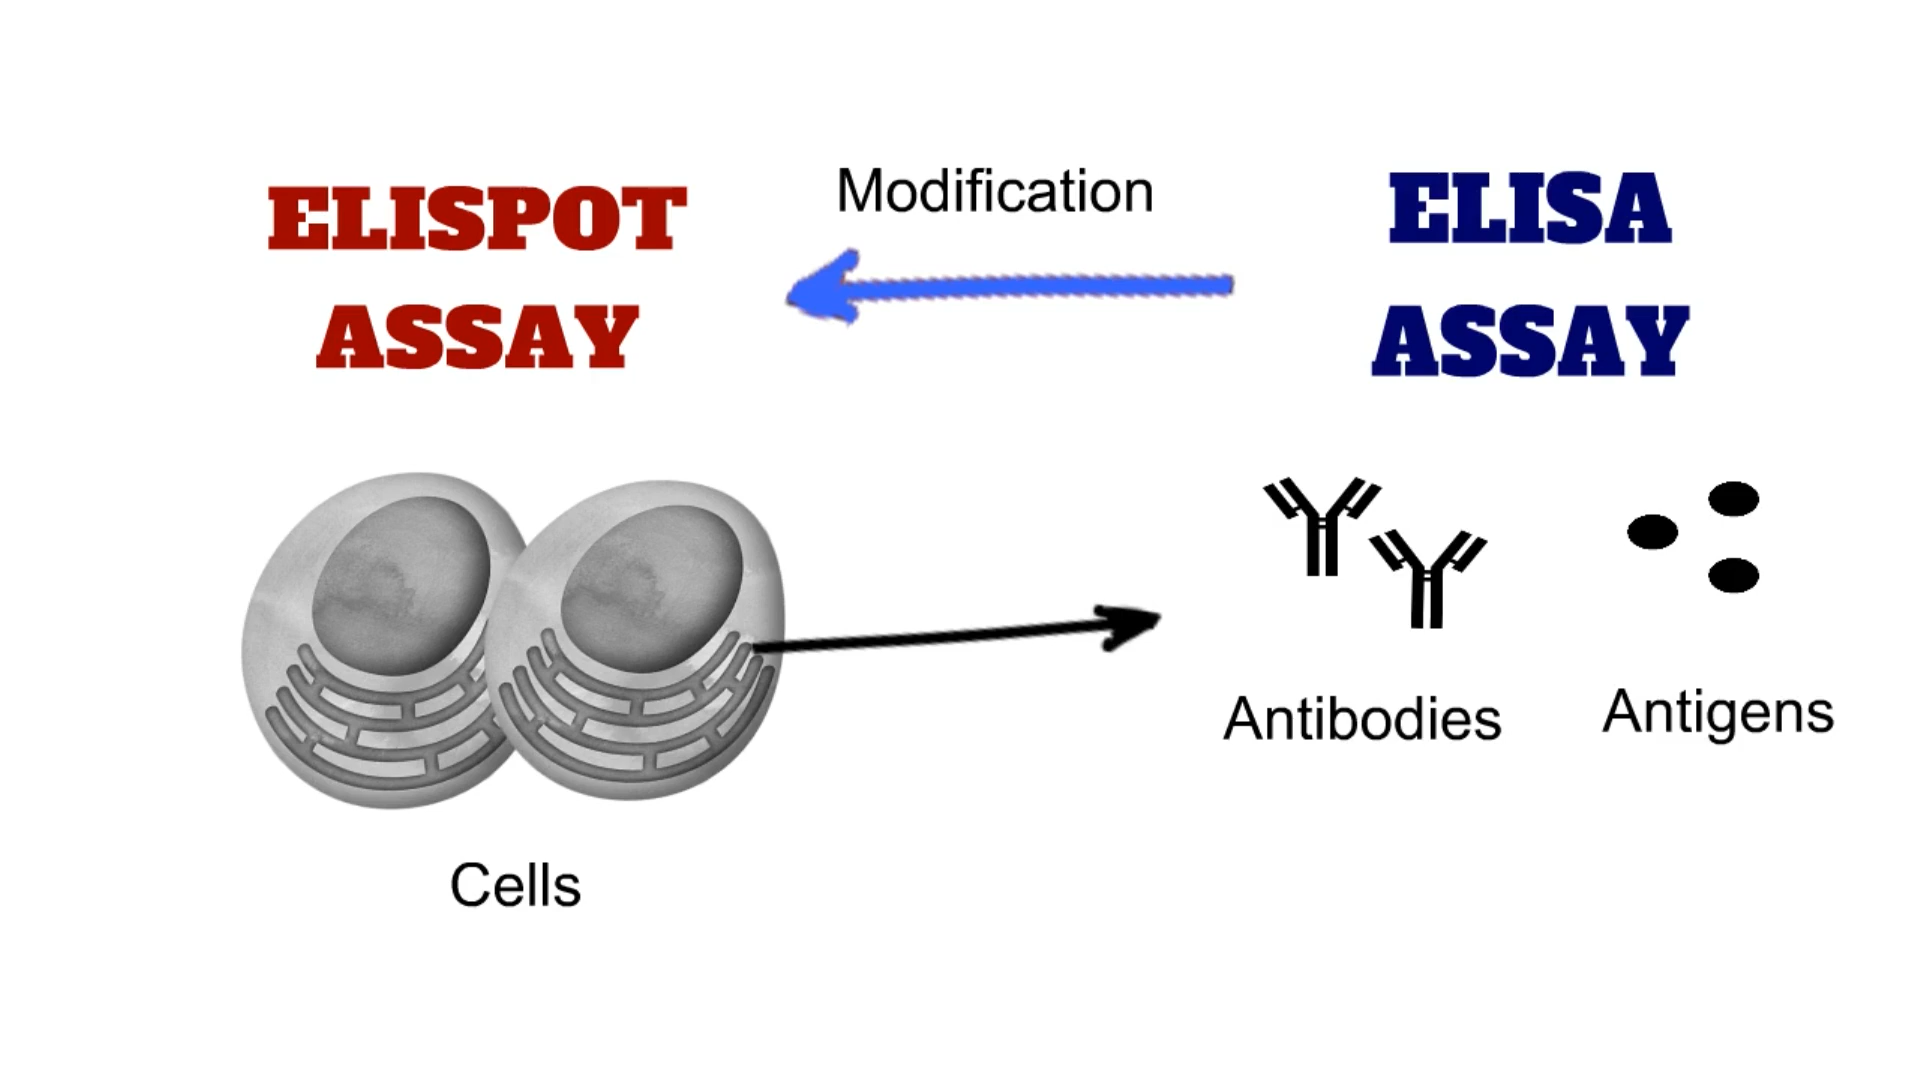 ELISPOT
ASSAY
Modification
ELISA
ASSAY
Cells
Antibodies
Antigens